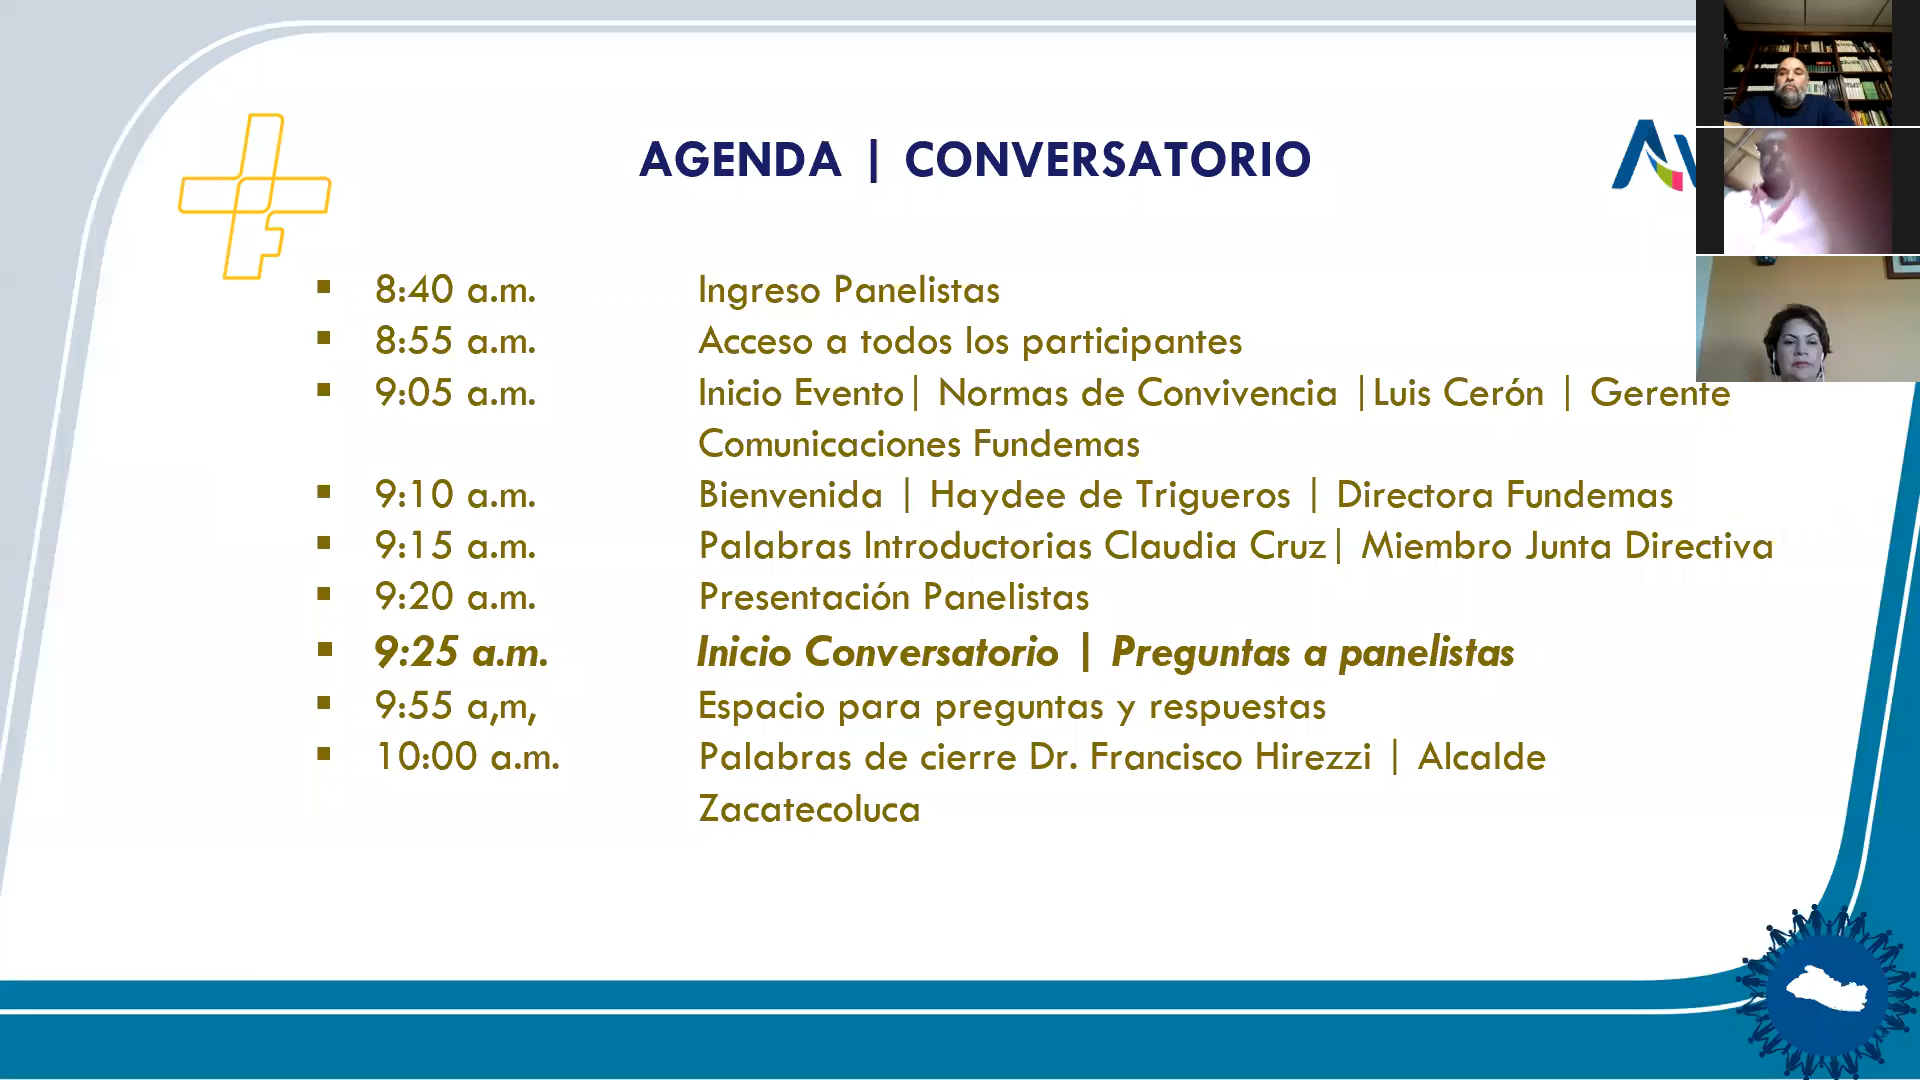 AGENDA | CONVERSATORIO
▪ 8:40 a.m. Ingreso Panelistas
▪ 8:55 a.m. Acceso a todos los participantes
▪ 9:05 a.m. Inicio Evento| Normas de Convivencia |Luis Cerón | Gerente
Comunicaciones Fundemas
▪ 9:10 a.m. Bienvenida | Haydee de Trigueros | Directora Fundemas
▪ 9:15 a.m. Palabras Introductorias Claudia Cruz| Miembro Junta Directiva
▪ 9:20 a.m. Presentación Panelistas
▪ 9:25 a.m. Inicio Conversatorio | Preguntas a panelistas
▪ 9:55 a,m, Espacio para preguntas y respuestas
▪ 10:00 a.m. Palabras de cierre Dr. Francisco Hirezzi | Alcalde
Zacatecoluca